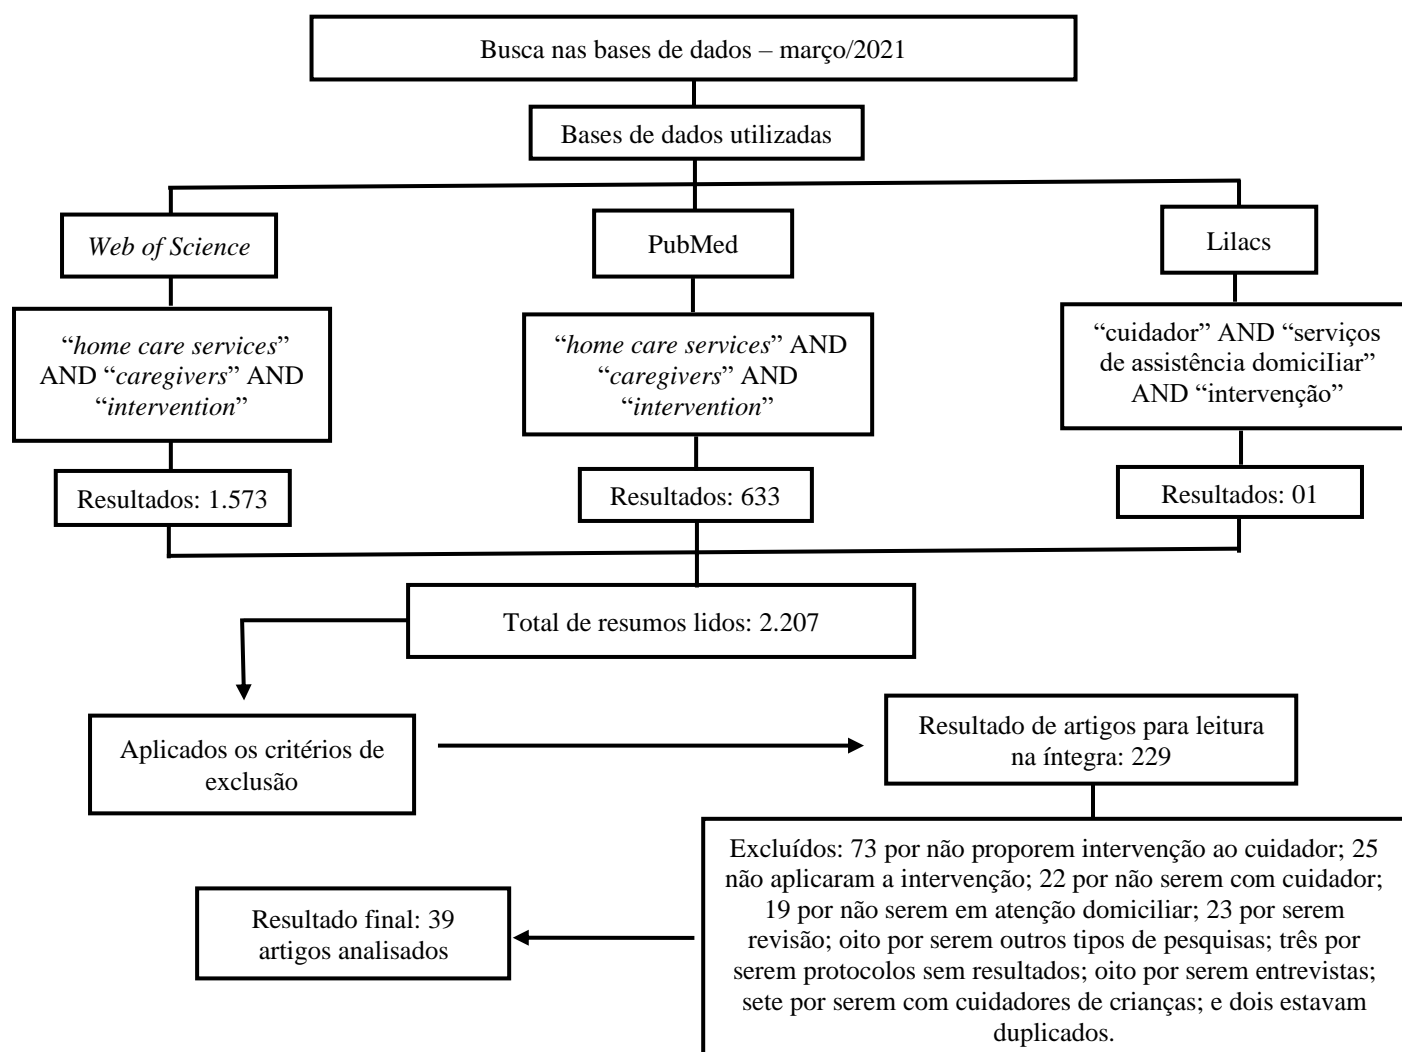 Busca nas bases de dados – março/2021
Bases de dados utilizadas
Web of Science
PubMed
Lilacs
“home care services”
AND “caregivers” AND
“intervention”
“home care services” AND
“caregivers” AND
“intervention”
“cuidador” AND “serviços
de assistência domiciliar”
AND “intervenção”
Resultados: 1.573
Resultados: 633
Resultados: 01
Total de resumos lidos: 2.207
Aplicados os critérios de
exclusão
Resultado de artigos para leitura
na íntegra: 229
Excluídos: 73 por não proporem intervenção ao cuidador; 25
não aplicaram a intervenção; 22 por não serem com cuidador;
19 por não serem em atenção domiciliar; 23 por serem
revisão; oito por serem outros tipos de pesquisas; três por
serem protocolos sem resultados; oito por serem entrevistas;
sete por serem com cuidadores de crianças; e dois estavam
duplicados.
Resultado final: 39
artigos analisados